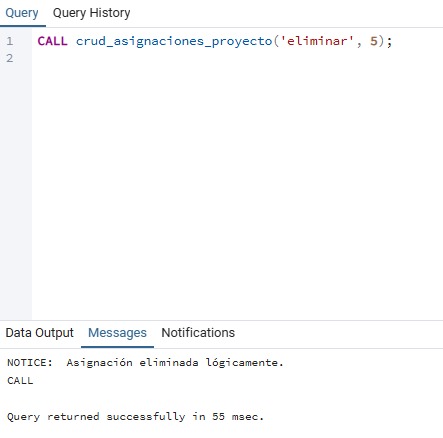 Query Query History
1 CALL crud_asignaciones_proyecto('eliminar', 5);
2
Data Output Messages Notifications
NOTICE:  Asignación eliminada lógicamente.
CALL
Query returned successfully in 55 msec.